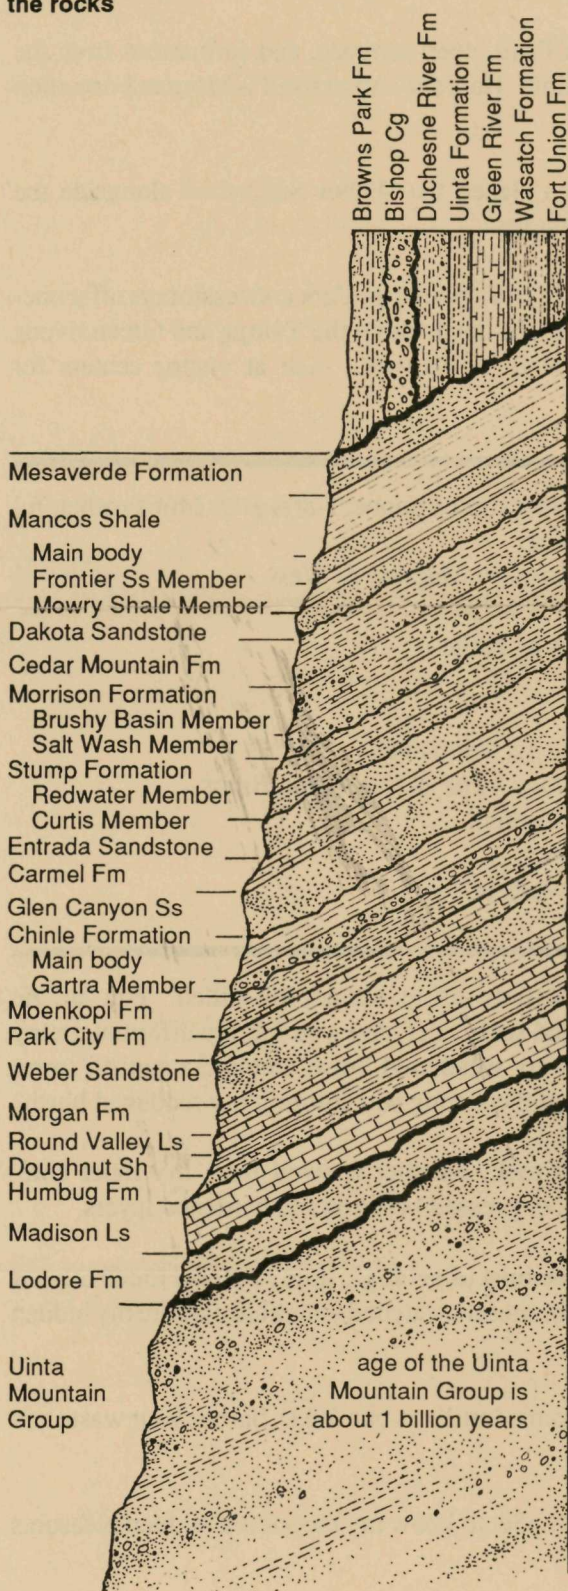 the rocks
Browns Park Fm
Bishop Cg
Duchesne River Fm
Uinta Formation
Green River Fm
Wasatch Formation
Fort Union Fm
Mesaverde Formation
Mancos Shale
Main body
Frontier Ss Member
Mowry Shale Member
Dakota Sandstone
Cedar Mountain Fm
Morrison Formation
Brushy Basin Member
Salt Wash Member
Stump Formation
Redwater Member
Curtis Member
Entrada Sandstone
Carmel Fm
Glen Canyon Ss
Chinle Formation
Main body
Gartra Member
Moenkopi Fm
Park City Fm
Weber Sandstone
Morgan Fm
Round Valley Ls
Doughnut Sh
Humbug Fm
Madison Ls
Lodore Fm
Uinta
Mountain
Group
age of the Uinta
Mountain Group is
about 1 billion years